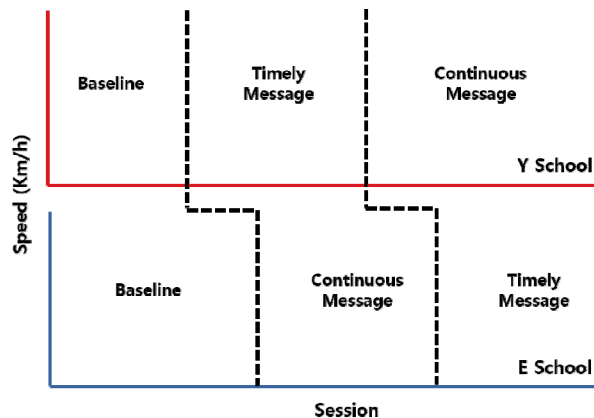 Baseline
Timely
Message
Continuous
Message
Y School
Speed (Km/h)
Baseline
Continuous
Message
Timely
Message
E School
Session